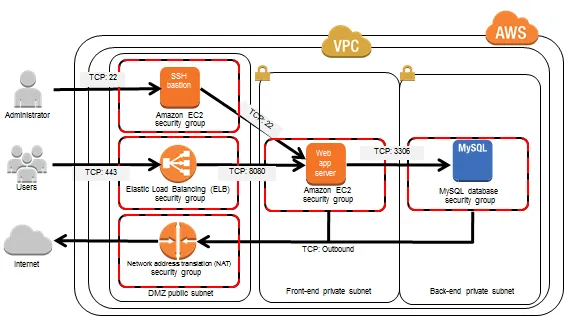 AWS
VPC
TCP: 22
SSH
bastion
Administrator
Amazon EC2
security group
TCP: 22
TCP: 443
TCP: 8080
Web
app
server
TCP: 3306
MySQL
Users
Elastic Load Balancing (ELB)
security group
Amazon EC2
security group
MySQL database
security group
TCP: Outbound
Internet
Network address translation (NAT)
security group
DMZ public subnet
Front-end private subnet
Back-end private subnet